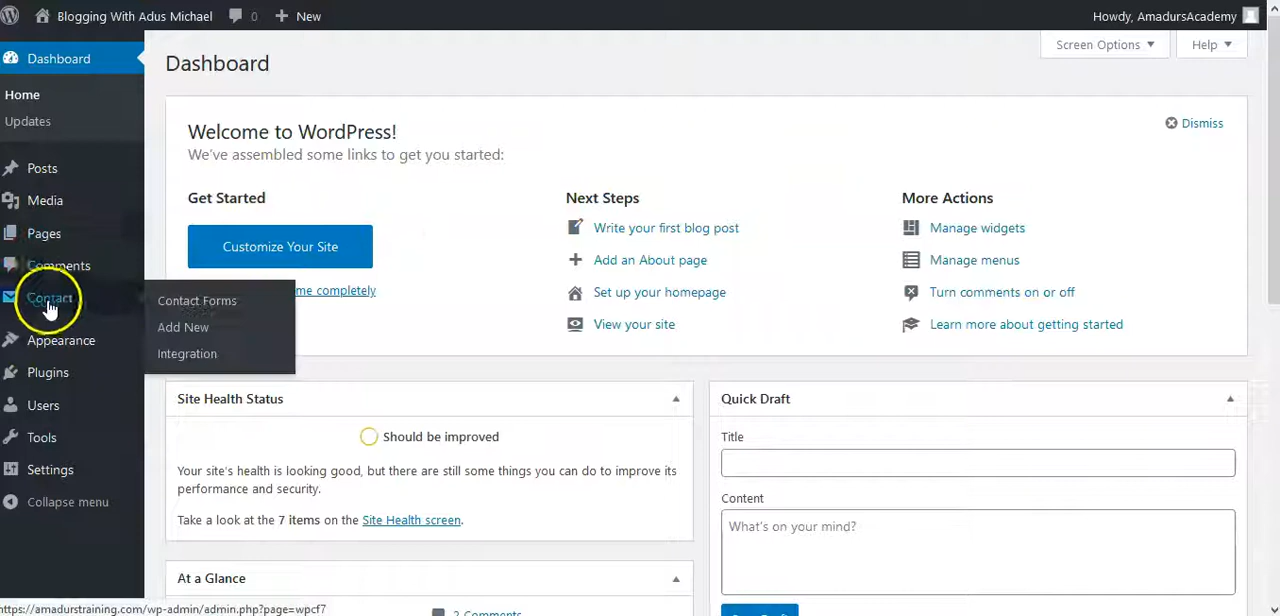 Blogging With Adus Michael 0 New Howdy, AmadursAcademy
Dashboard
Home
Updates
Posts
Media
Pages
Comments
Contact
Appearance
Plugins
Users
Tools
Settings
Collapse menu
Contact Forms
Add New
Integration
Screen Options Help
Dashboard
Welcome to WordPress!
We've assembled some links to get you started:
Dismiss
Get Started
Customize Your Site
me completely
Next Steps
Write your first blog post
Add an About page
Set up your homepage
View your site
More Actions
Manage widgets
Manage menus
Turn comments on or off
Learn more about getting started
Site Health Status
Should be improved
Your site's health is looking good, but there are still some things you can do to improve its
performance and security.
Take a look at the 7 items on the Site Health screen.
At a Glance
2 Comments
Quick Draft
Title
Content
What's on your mind?
https://amadurstraining.com/wp-admin/admin.php?page=wpcf7